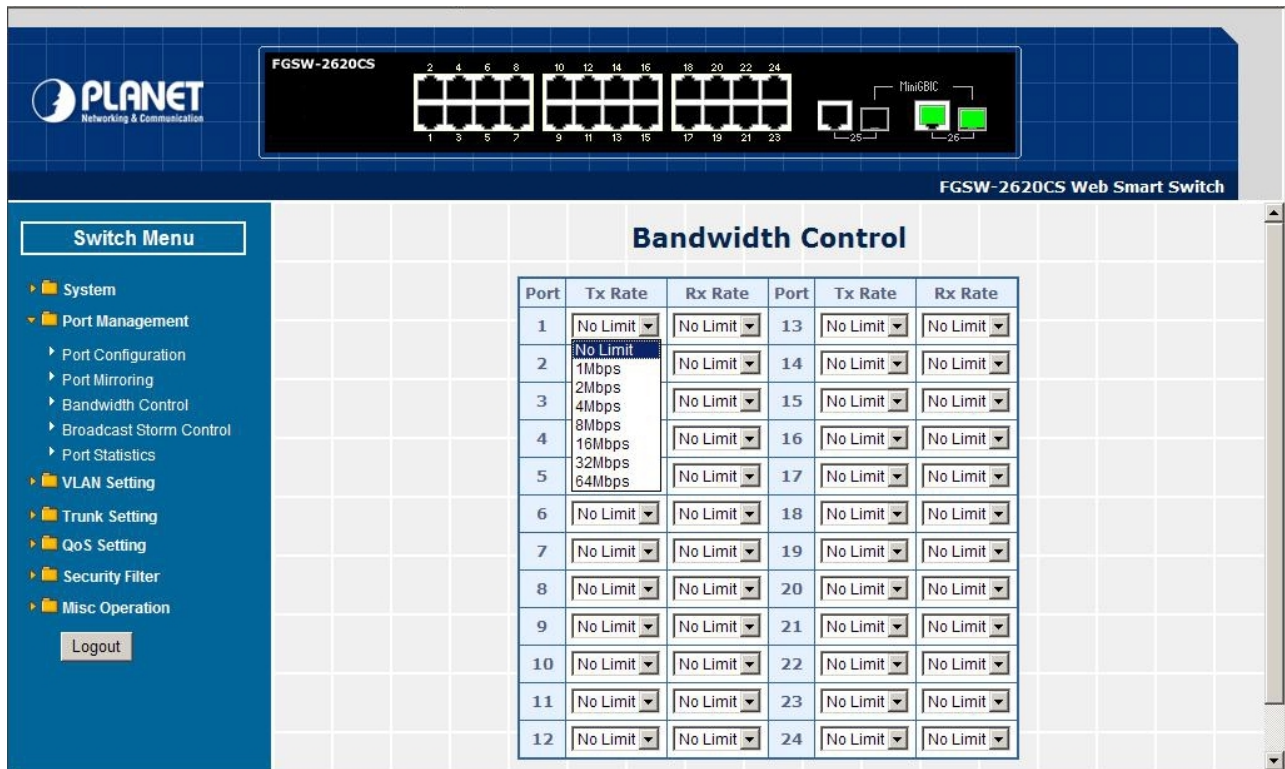 PLANET
Networking & Communication
FGSW-2620CS
2 4 6 8 10 12 14 16 18 20 22 24
MiniGBIC
1 3 5 7 9 11 13 15 17 19 21 23
25 26
FGSW-2620CS Web Smart Switch
Switch Menu
System
Port Management
Port Configuration
Port Mirroring
Bandwidth Control
Broadcast Storm Control
Port Statistics
VLAN Setting
Trunk Setting
QoS Setting
Security Filter
Misc Operation
Logout
Bandwidth Control
Port Tx Rate Rx Rate Port Tx Rate Rx Rate
1 No Limit No Limit 13 No Limit No Limit
No Limit
1Mbps
2Mbps
4Mbps
8Mbps
16Mbps
32Mbps
64Mbps
2 No Limit 14 No Limit No Limit
3 No Limit 15 No Limit No Limit
4 No Limit 16 No Limit No Limit
5 No Limit 17 No Limit No Limit
6 No Limit No Limit 18 No Limit No Limit
7 No Limit No Limit 19 No Limit No Limit
8 No Limit No Limit 20 No Limit No Limit
9 No Limit No Limit 21 No Limit No Limit
10 No Limit No Limit 22 No Limit No Limit
11 No Limit No Limit 23 No Limit No Limit
12 No Limit No Limit 24 No Limit No Limit